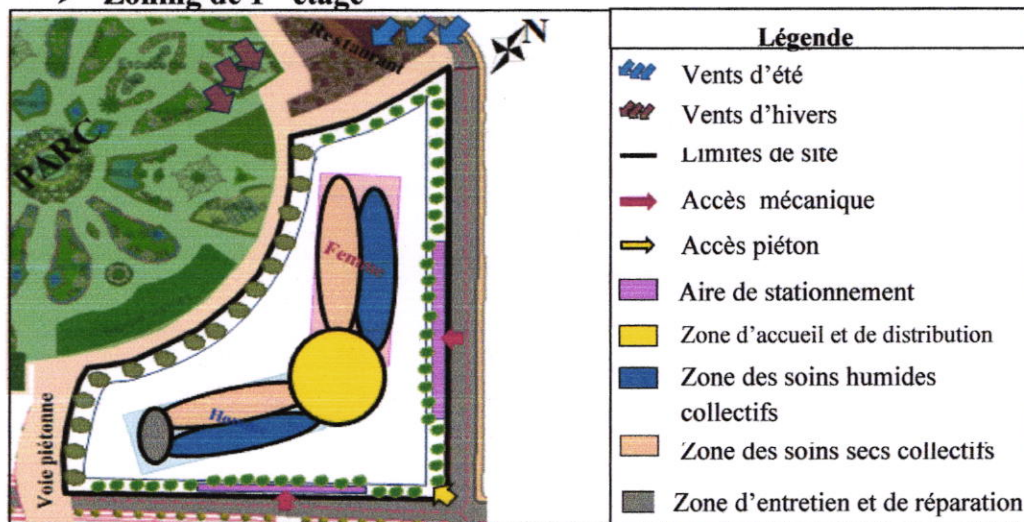 ➢ Zoning de 1er étage
N
Restaurant
PARC
Femme
Voie piétonne
Légende
Vents d'été
Vents d'hivers
Limites de site
Accès mécanique
Accès piéton
Aire de stationnement
Zone d'accueil et de distribution
Zone des soins humides
collectifs
Zone des soins secs collectifs
Zone d'entretien et de réparation